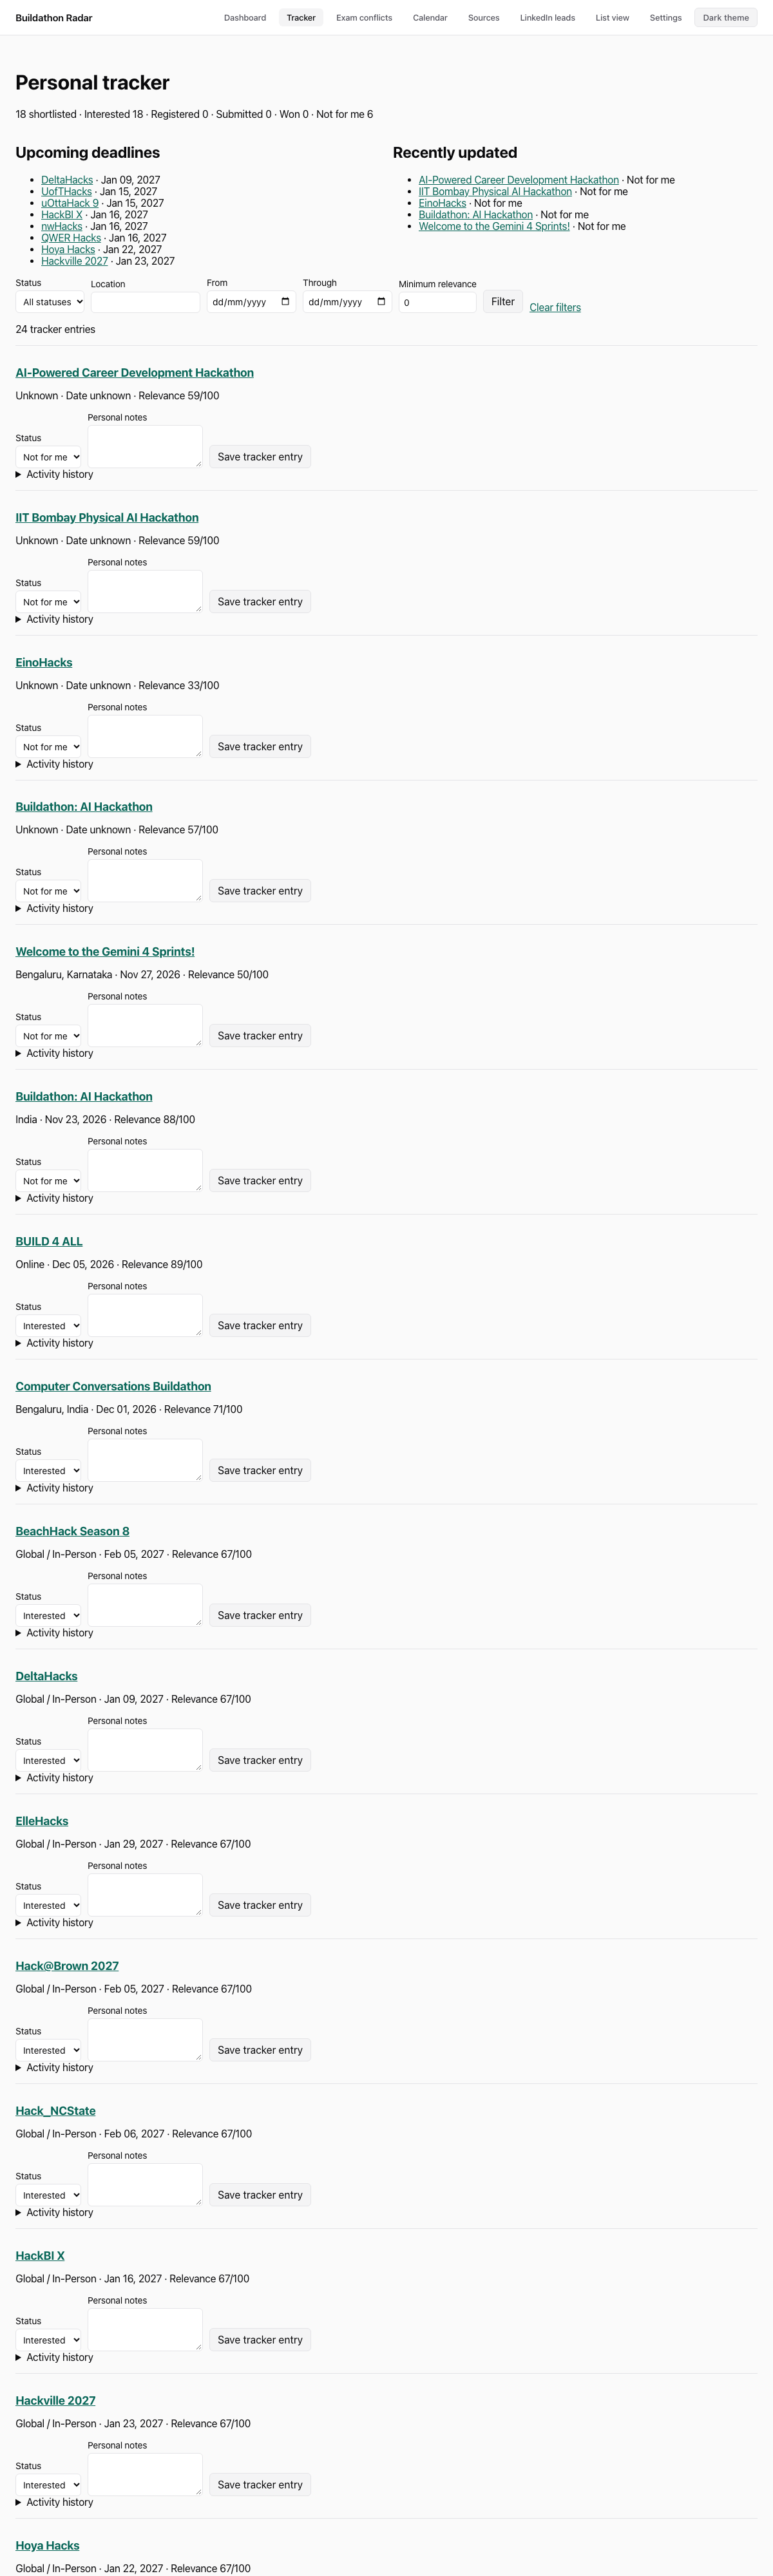 Buildathon Radar
Dashboard Tracker Exam conflicts Calendar Sources LinkedIn leads List view Settings Dark theme
Personal tracker
18 shortlisted · Interested 18 · Registered 0 · Submitted 0 · Won 0 · Not for me 6
Upcoming deadlines
DeltaHacks · Jan 09, 2027
UofTHacks · Jan 15, 2027
uOttaHack 9 · Jan 15, 2027
HackBI X · Jan 16, 2027
nwHacks · Jan 16, 2027
QWER Hacks · Jan 16, 2027
Hoya Hacks · Jan 22, 2027
Hackville 2027 · Jan 23, 2027
Recently updated
AI-Powered Career Development Hackathon · Not for me
IIT Bombay Physical AI Hackathon · Not for me
EinoHacks · Not for me
Buildathon: AI Hackathon · Not for me
Welcome to the Gemini 4 Sprints! · Not for me
Status Location From Through Minimum relevance
All statuses dd/mm/yyyy dd/mm/yyyy 0 Filter Clear filters
24 tracker entries
AI-Powered Career Development Hackathon
Unknown · Date unknown · Relevance 59/100
Personal notes
Status
Not for me Save tracker entry
Activity history
IIT Bombay Physical AI Hackathon
Unknown · Date unknown · Relevance 59/100
Personal notes
Status
Not for me Save tracker entry
Activity history
EinoHacks
Unknown · Date unknown · Relevance 33/100
Personal notes
Status
Not for me Save tracker entry
Activity history
Buildathon: AI Hackathon
Unknown · Date unknown · Relevance 57/100
Personal notes
Status
Not for me Save tracker entry
Activity history
Welcome to the Gemini 4 Sprints!
Bengaluru, Karnataka · Nov 27, 2026 · Relevance 50/100
Personal notes
Status
Not for me Save tracker entry
Activity history
Buildathon: AI Hackathon
India · Nov 23, 2026 · Relevance 88/100
Personal notes
Status
Not for me Save tracker entry
Activity history
BUILD 4 ALL
Online · Dec 05, 2026 · Relevance 89/100
Personal notes
Status
Interested Save tracker entry
Activity history
Computer Conversations Buildathon
Bengaluru, India · Dec 01, 2026 · Relevance 71/100
Personal notes
Status
Interested Save tracker entry
Activity history
BeachHack Season 8
Global / In-Person · Feb 05, 2027 · Relevance 67/100
Personal notes
Status
Interested Save tracker entry
Activity history
DeltaHacks
Global / In-Person · Jan 09, 2027 · Relevance 67/100
Personal notes
Status
Interested Save tracker entry
Activity history
ElleHacks
Global / In-Person · Jan 29, 2027 · Relevance 67/100
Personal notes
Status
Interested Save tracker entry
Activity history
Hack@Brown 2027
Global / In-Person · Feb 05, 2027 · Relevance 67/100
Personal notes
Status
Interested Save tracker entry
Activity history
Hack_NCState
Global / In-Person · Feb 06, 2027 · Relevance 67/100
Personal notes
Status
Interested Save tracker entry
Activity history
HackBI X
Global / In-Person · Jan 16, 2027 · Relevance 67/100
Personal notes
Status
Interested Save tracker entry
Activity history
Hackville 2027
Global / In-Person · Jan 23, 2027 · Relevance 67/100
Personal notes
Status
Interested Save tracker entry
Activity history
Hoya Hacks
Global / In-Person · Jan 22, 2027 · Relevance 67/100